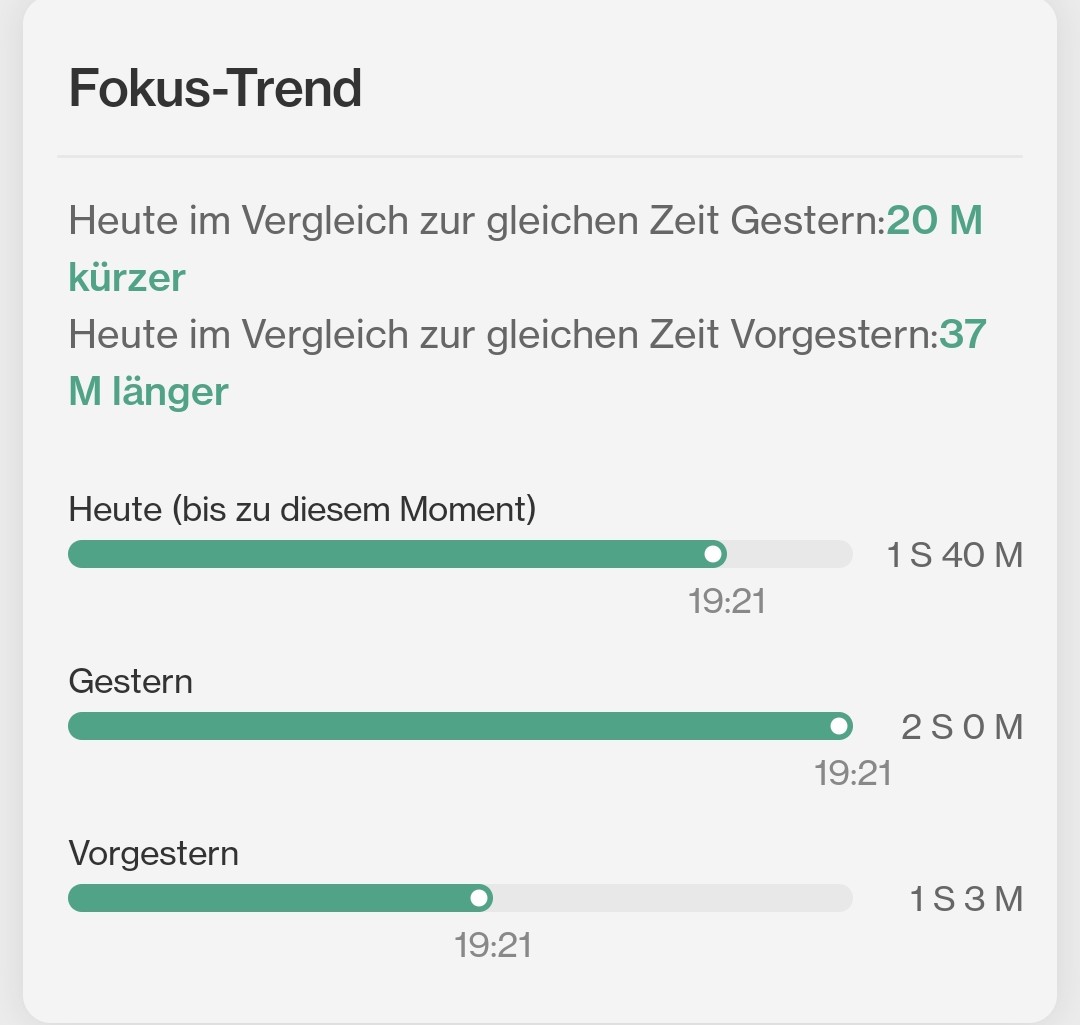 Fokus-Trend
Heute im Vergleich zur gleichen Zeit Gestern:20 M
kürzer
Heute im Vergleich zur gleichen Zeit Vorgestern:37
M länger
Heute (bis zu diesem Moment)
1 S 40 M
19:21
Gestern
2 S 0 M
19:21
Vorgestern
1 S 3 M
19:21